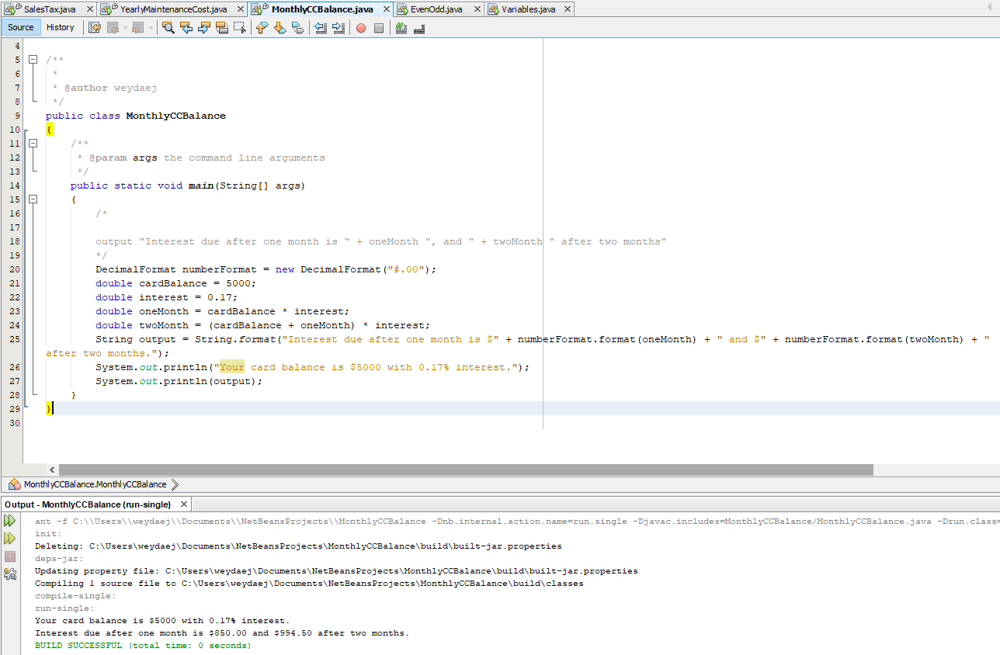 SalesTax.java YearlyMaintenanceCost.java MonthlyCCBalance.java EvenOdd.java Variables.java
Source History
4
5 /**
6 *
7 * @author weydaej
8 */
9 public class MonthlyCCBalance
10 {
11 /**
12 * @param args the command line arguments
13 */
14 public static void main(String[] args)
15 {
16 /*
17
18 output “Interest due after one month is “ + oneMonth “, and “ + twoMonth “ after two months”
19 */
20 DecimalFormat numberFormat = new DecimalFormat("#.00");
21 double cardBalance = 5000;
22 double interest = 0.17;
23 double oneMonth = cardBalance * interest;
24 double twoMonth = (cardBalance + oneMonth) * interest;
25 String output = String.format("Interest due after one month is $" + numberFormat.format(oneMonth) + " and $" + numberFormat.format(twoMonth) + "
after two months.");
26 System.out.println("Your card balance is $5000 with 0.17% interest.");
27 System.out.println(output);
28 }
29 }
30
MonthlyCCBalance.MonthlyCCBalance
Output - MonthlyCCBalance (run-single)
ant -f C:\\Users\\weydaej\\Documents\\NetBeansProjects\\MonthlyCCBalance -Dnb.internal.action.name=run.single -Djavac.includes=MonthlyCCBalance/MonthlyCCBalance.java -Drun.class=
init:
Deleting: C:\Users\weydaej\Documents\NetBeansProjects\MonthlyCCBalance\build\built-jar.properties
deps-jar:
Updating property file: C:\Users\weydaej\Documents\NetBeansProjects\MonthlyCCBalance\build\built-jar.properties
Compiling 1 source file to C:\Users\weydaej\Documents\NetBeansProjects\MonthlyCCBalance\build\classes
compile-single:
run-single:
Your card balance is $5000 with 0.17% interest.
Interest due after one month is $850.00 and $994.50 after two months.
BUILD SUCCESSFUL (total time: 0 seconds)